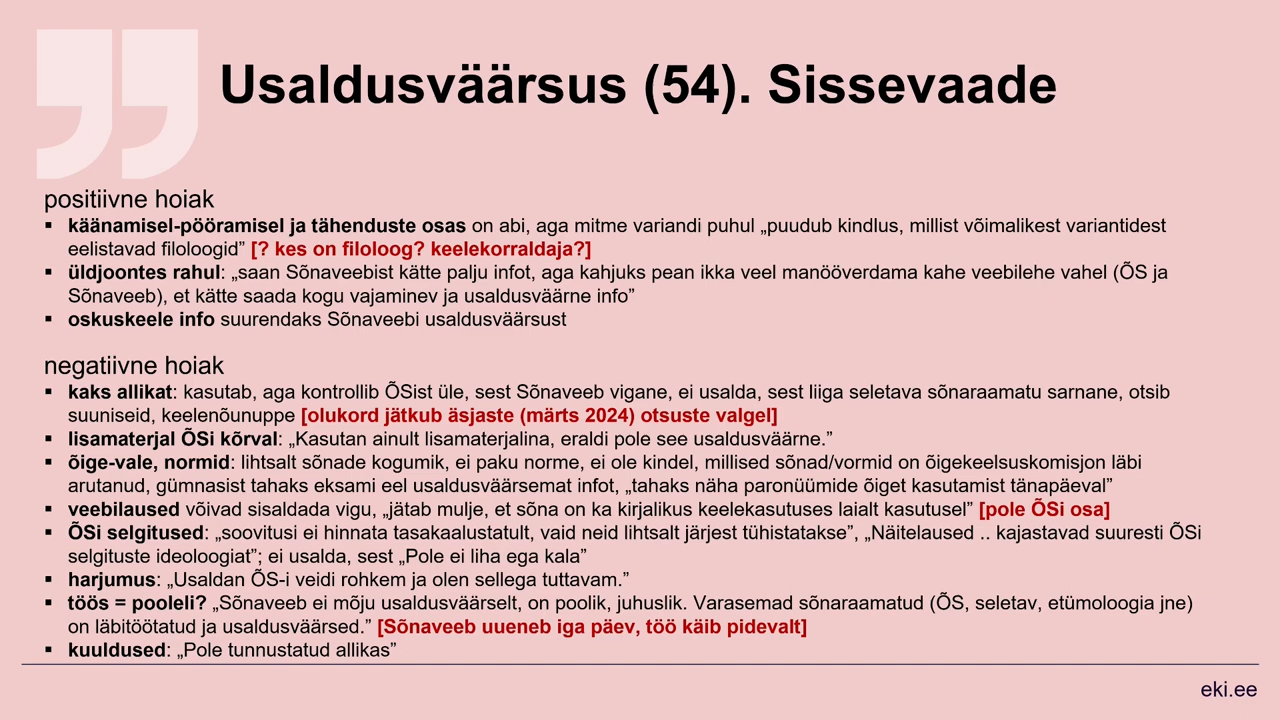 Usaldusväärsus (54). Sissevaade
positiivne hoiak
▪ käänamisel-pööramisel ja tähenduste osas on abi, aga mitme variandi puhul „puudub kindlus, millist võimalikest variantidest
eelistavad filoloogid” [? kes on filoloog? keelekorraldaja?]
▪ üldjoontes rahul: „saan Sõnaveebist kätte palju infot, aga kahjuks pean ikka veel manööverdama kahe veebilehe vahel (ÕS ja
Sõnaveeb), et kätte saada kogu vajaminev ja usaldusväärne info”
▪ oskuskeele info suurendaks Sõnaveebi usaldusväärsust
negatiivne hoiak
▪ kaks allikat: kasutab, aga kontrollib ÕSist üle, sest Sõnaveeb vigane, ei usalda, sest liiga seletava sõnaraamatu sarnane, otsib
suuniseid, keelenõunuppe [olukord jätkub äsjaste (märts 2024) otsuste valgel]
▪ lisamaterjal ÕSi kõrval: „Kasutan ainult lisamaterjalina, eraldi pole see usaldusväärne.”
▪ õige-vale, normid: lihtsalt sõnade kogumik, ei paku norme, ei ole kindel, millised sõnad/vormid on õigekeelsuskomisjon läbi
arutanud, gümnasist tahaks eksami eel usaldusväärsemat infot, „tahaks näha paronüümide õiget kasutamist tänapäeval”
▪ veebilaused võivad sisaldada vigu, „jätab mulje, et sõna on ka kirjalikus keelekasutuses laialt kasutusel” [pole ÕSi osa]
▪ ÕSi selgitused: „soovitusi ei hinnata tasakaalustatult, vaid neid lihtsalt järjest tühistatakse”, „Näitelaused .. kajastavad suuresti ÕSi
selgituste ideoloogiat”; ei usalda, sest „Pole ei liha ega kala”
▪ harjumus: „Usaldan ÕS-i veidi rohkem ja olen sellega tuttavam.”
▪ töös = pooleli? „Sõnaveeb ei mõju usaldusväärselt, on poolik, juhuslik. Varasemad sõnaraamatud (ÕS, seletav, etümoloogia jne)
on läbitöötatud ja usaldusväärsed.” [Sõnaveeb uueneb iga päev, töö käib pidevalt]
▪ kuuldused: „Pole tunnustatud allikas”
eki.ee